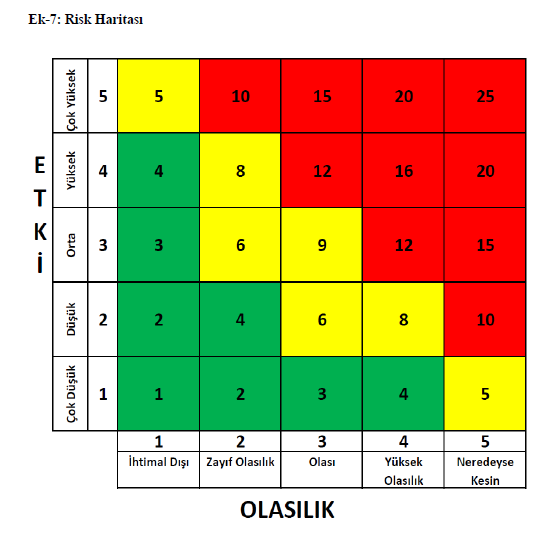 Ek-7: Risk Haritası
ETKİ
Çok Yüksek 5 5 10 15 20 25
Yüksek 4 4 8 12 16 20
Orta 3 3 6 9 12 15
Düşük 2 2 4 6 8 10
Çok Düşük 1 1 2 3 4 5
1 2 3 4 5
İhtimal Dışı Zayıf Olasılık Olası Yüksek Olasılık Neredeyse Kesin
OLASILIK